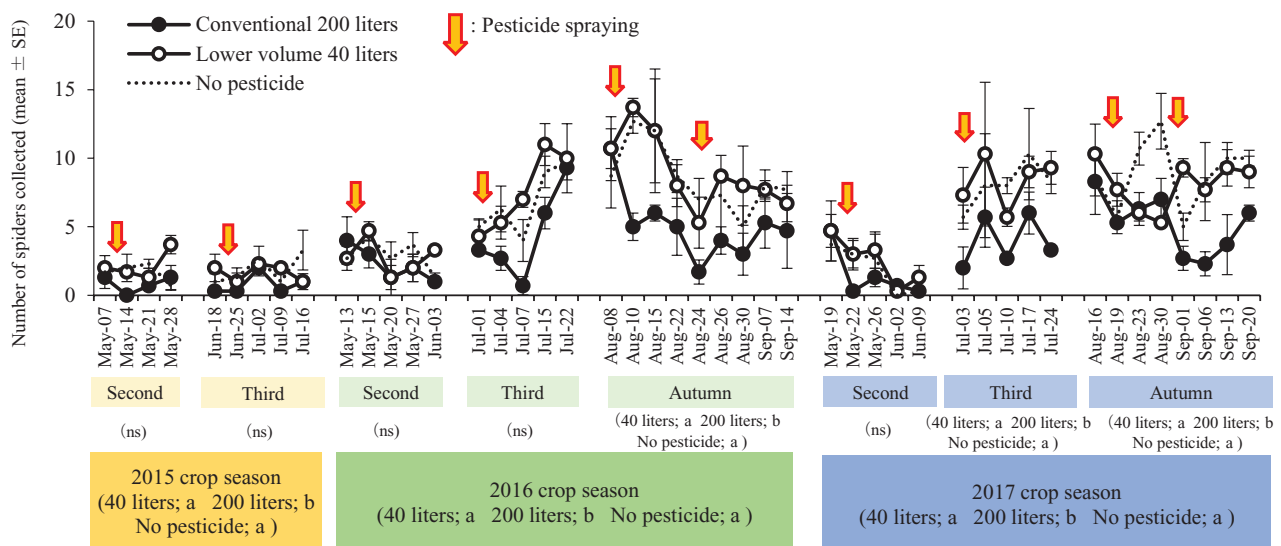 Number of spiders collected (mean ± SE)
20
15
10
5
0
Conventional 200 liters
Lower volume 40 liters
No pesticide
: Pesticide spraying
May-07
May-14
May-21
May-28
Jun-18
Jun-25
Jul-02
Jul-09
Jul-16
May-13
May-15
May-20
May-27
Jun-03
Jul-01
Jul-04
Jul-07
Jul-15
Jul-22
Aug-08
Aug-10
Aug-15
Aug-22
Aug-24
Aug-26
Aug-30
Sep-07
Sep-14
May-19
May-22
May-26
Jun-02
Jun-09
Jul-03
Jul-05
Jul-10
Jul-17
Jul-24
Aug-16
Aug-19
Aug-23
Aug-30
Sep-01
Sep-06
Sep-13
Sep-20
Second
Third
Second
Third
Autumn
Second
Third
Autumn
(ns)
(ns)
(ns)
(ns)
(40 liters; a 200 liters; b
No pesticide; a )
(ns)
(40 liters; a 200 liters; b
No pesticide; a )
(40 liters; a 200 liters; b
No pesticide; a )
2015 crop season
(40 liters; a 200 liters; b
No pesticide; a )
2016 crop season
(40 liters; a 200 liters; b No pesticide; a )
2017 crop season
(40 liters; a 200 liters; b No pesticide; a )